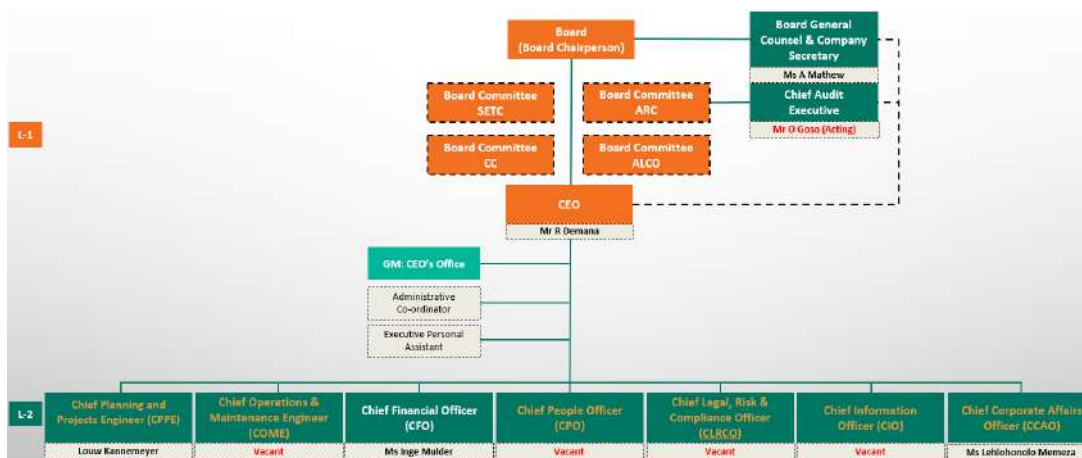 Board
(Board Chairperson)
Board General
Counsel & Company
Secretary
Ms A Mathew
Board Committee
SETC
Board Committee
ARC
Chief Audit
Executive
Mr O Goso (Acting)
L-1
Board Committee
CC
Board Committee
ALCO
CEO
Mr R Demana
GM: CEO's Office
Administrative
Co-ordinator
Executive Personal
Assistant
L-2
Chief Planning and
Projects Engineer (CPPE)
Louw Kannemeyer
Chief Operations &
Maintenance Engineer
(COME)
Vacant
Chief Financial Officer
(CFO)
Ms Inge Mulder
Chief People Officer
(CPO)
Vacant
Chief Legal, Risk &
Compliance Officer
(CLRCO)
Vacant
Chief Information
Officer (CIO)
Vacant
Chief Corporate Affairs
Officer (CCAO)
Ms Lehlohonolo Memeza